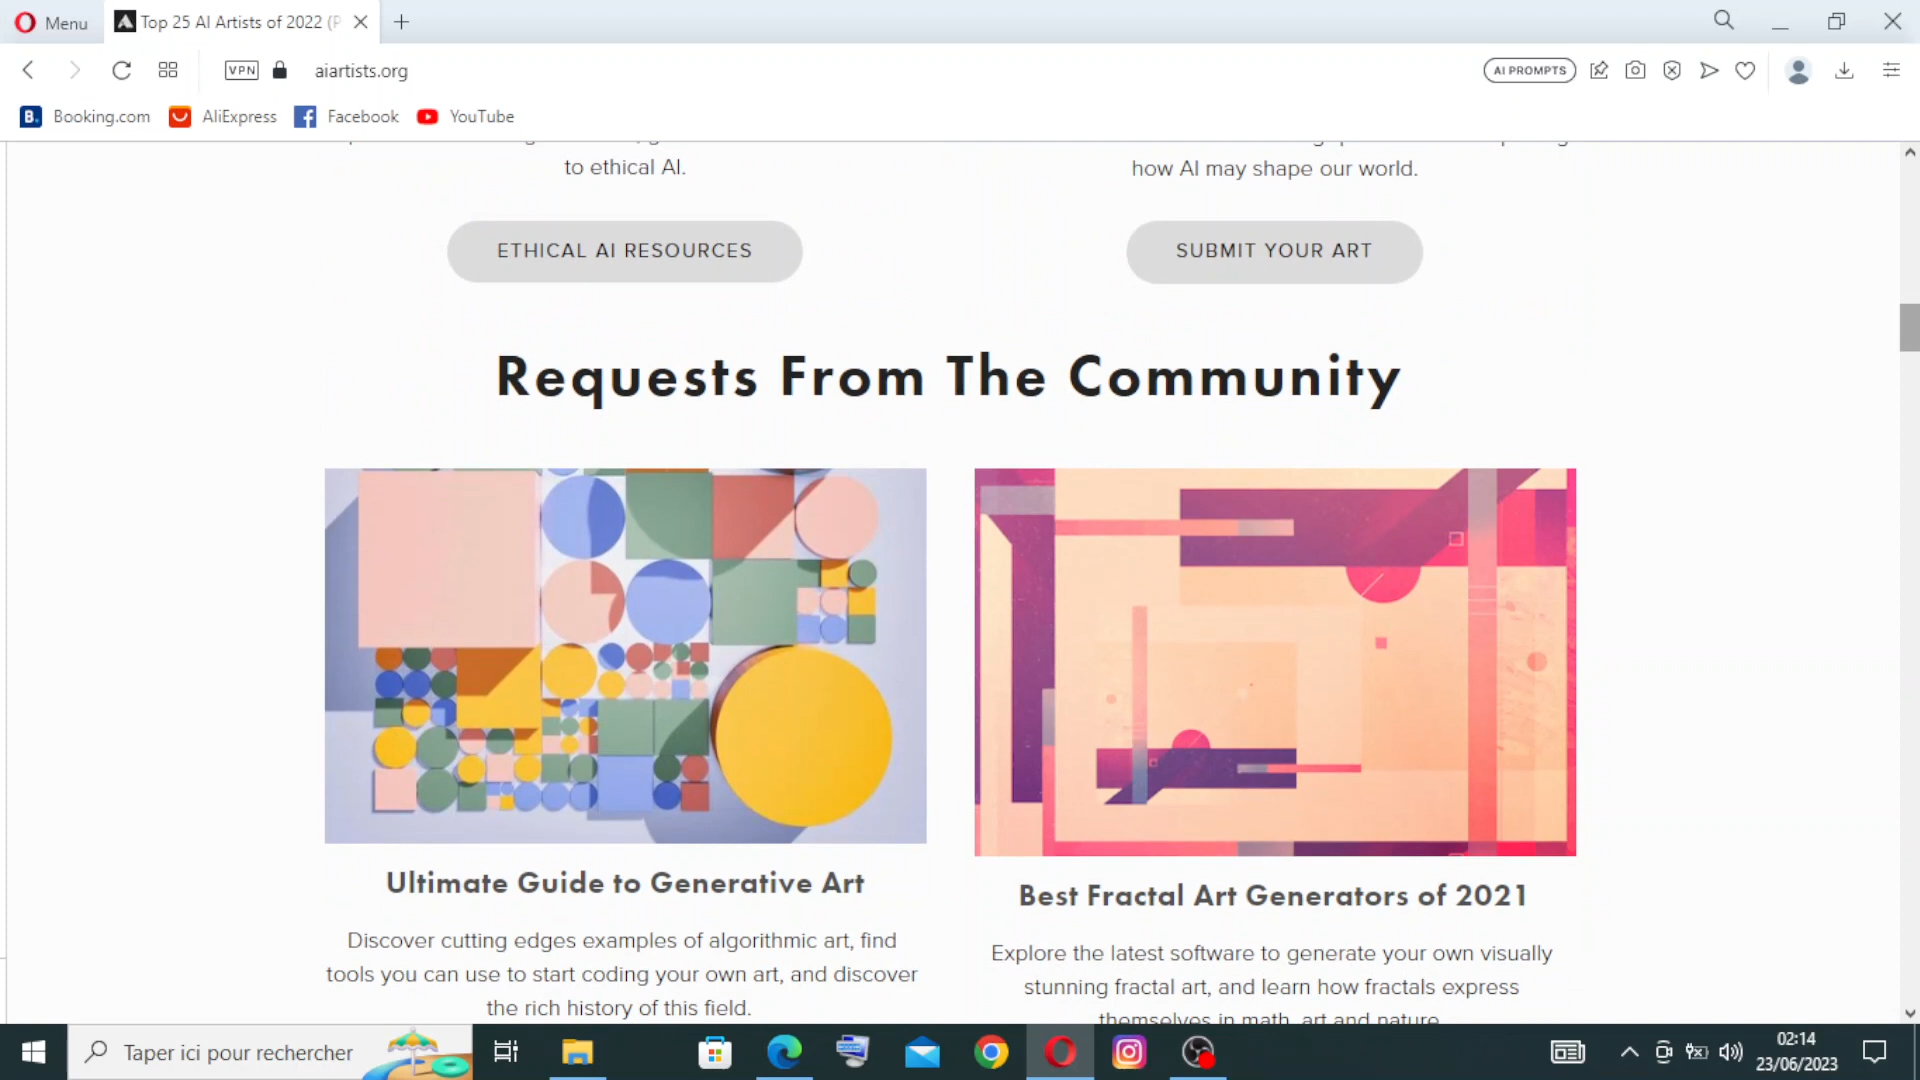 Menu
Top 25 AI Artists of 2022 (P
VPN
aiartists.org
AI PROMPTS
Booking.com
AliExpress
Facebook
YouTube
to ethical AI.
how AI may shape our world.
ETHICAL AI RESOURCES
SUBMIT YOUR ART
Requests From The Community
Ultimate Guide to Generative Art
Discover cutting edges examples of algorithmic art, find
tools you can use to start coding your own art, and discover
the rich history of this field.
Best Fractal Art Generators of 2021
Explore the latest software to generate your own visually
stunning fractal art, and learn how fractals express
themselves in math, art and nature
Taper ici pour rechercher
02:14
23/06/2023